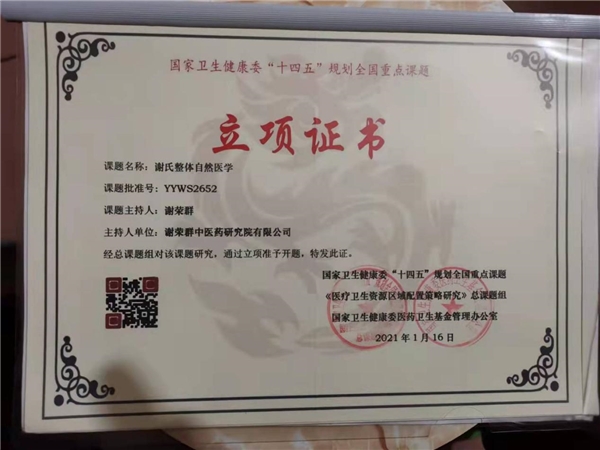 国家卫生健康委“十四五”规划全国重点课题
立项证书
课题名称：谢氏整体自然医学
课题批准号：YYWS2652
课题主持人：谢荣群
主持人单位：谢荣群中医药研究院有限公司
经总课题组对该课题研究，通过立项准予开题，特发此证。
国家卫生健康委“十四五”规划全国重点课题
《医疗卫生资源区域配置策略研究》总课题组
国家卫生健康委医药卫生基金管理办公室
2021年1月16日